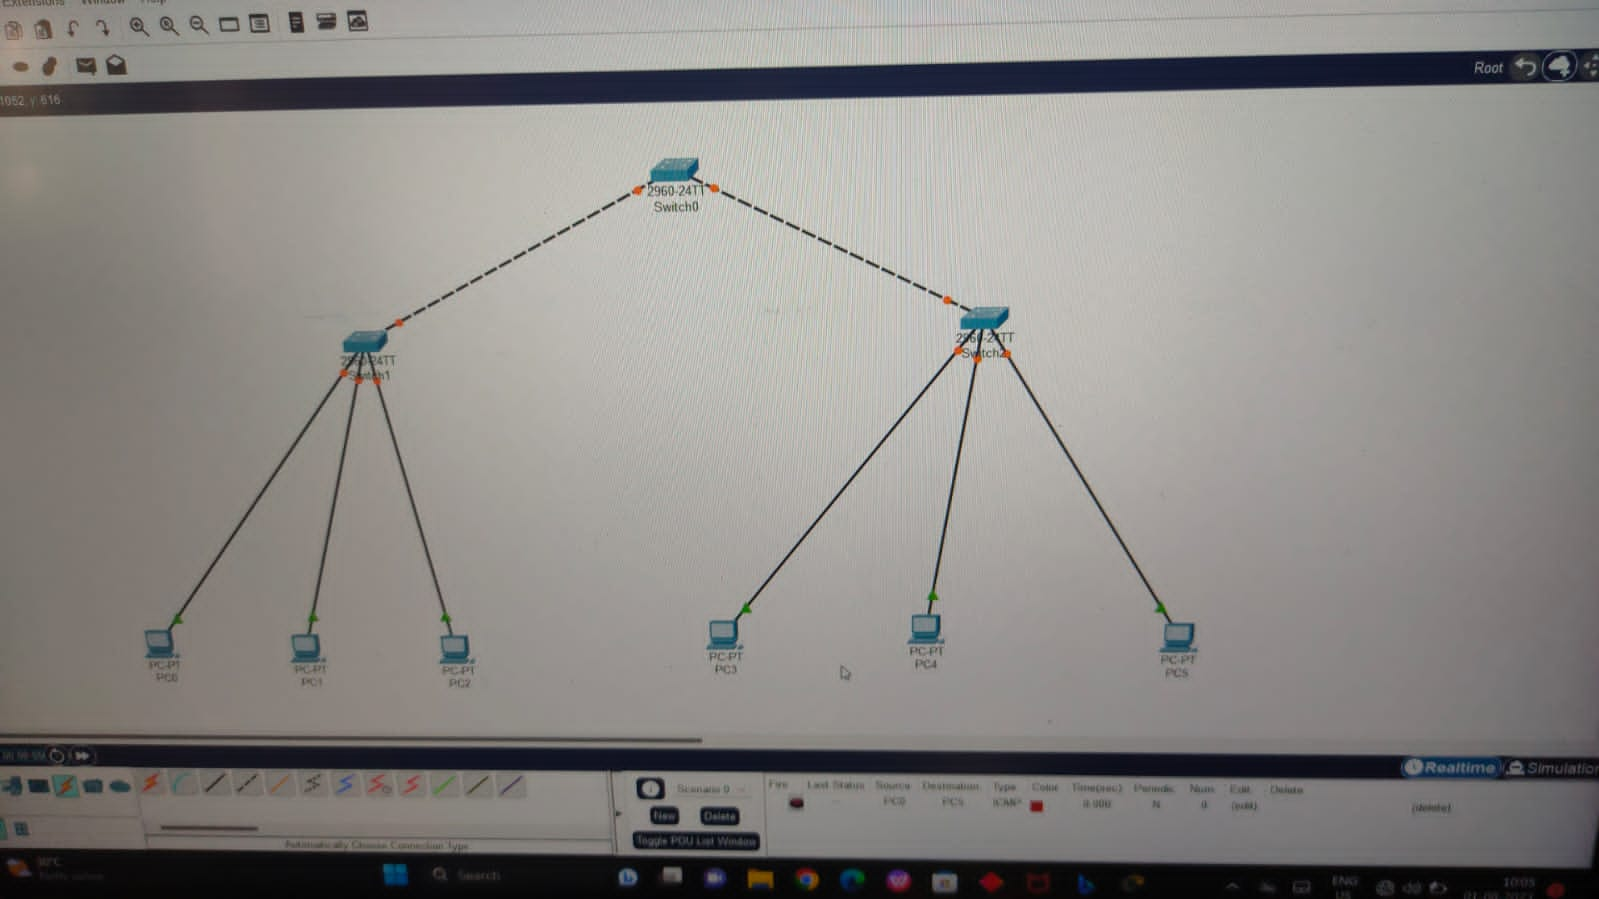 Extensions Window Help
Root
1052 y: 616
2960-24TT
Switch0
2960-24TT
Switch1
2960-24TT
Switch2
PC-PT
PC0
PC-PT
PC1
PC-PT
PC2
PC-PT
PC3
PC-PT
PC4
PC-PT
PC5
Realtime
Simulation
Scenario 0
New
Delete
Toggle PDU List Window
Fire Last Status Source Destination Type Color Time(sec) Periodic Num Edit Delete
PC0 PC5 ICMP 0.000 N 0 (edit) (delete)
Automatically Choose Connection Type
30°C
Search
ENG
US
10:05